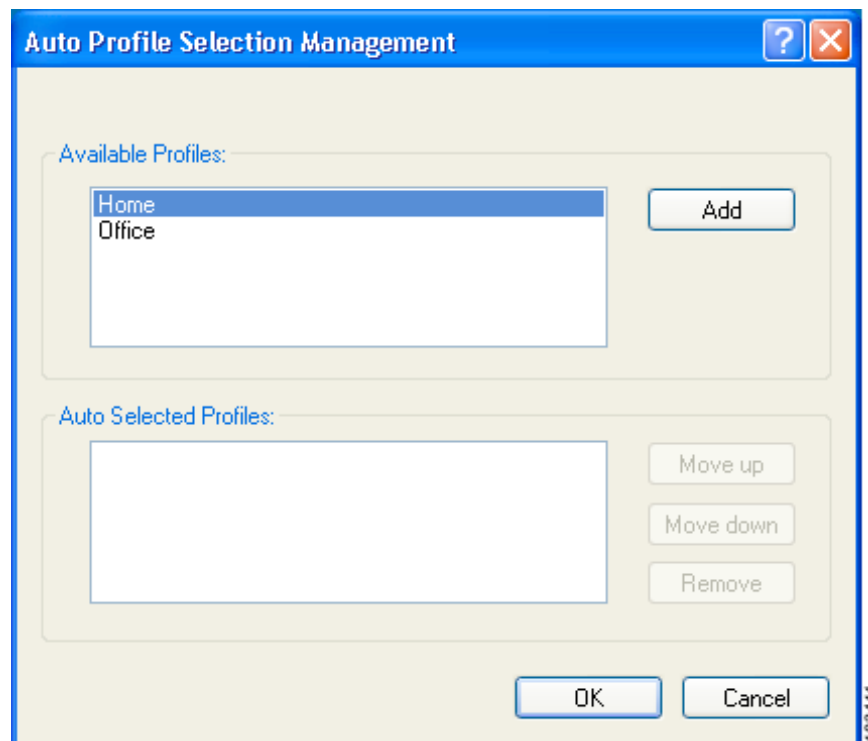 Auto Profile Selection Management
?
Available Profiles:
Home
Add
Office
Auto Selected Profiles:
Move up
Move down
Remove
OK
Cancel